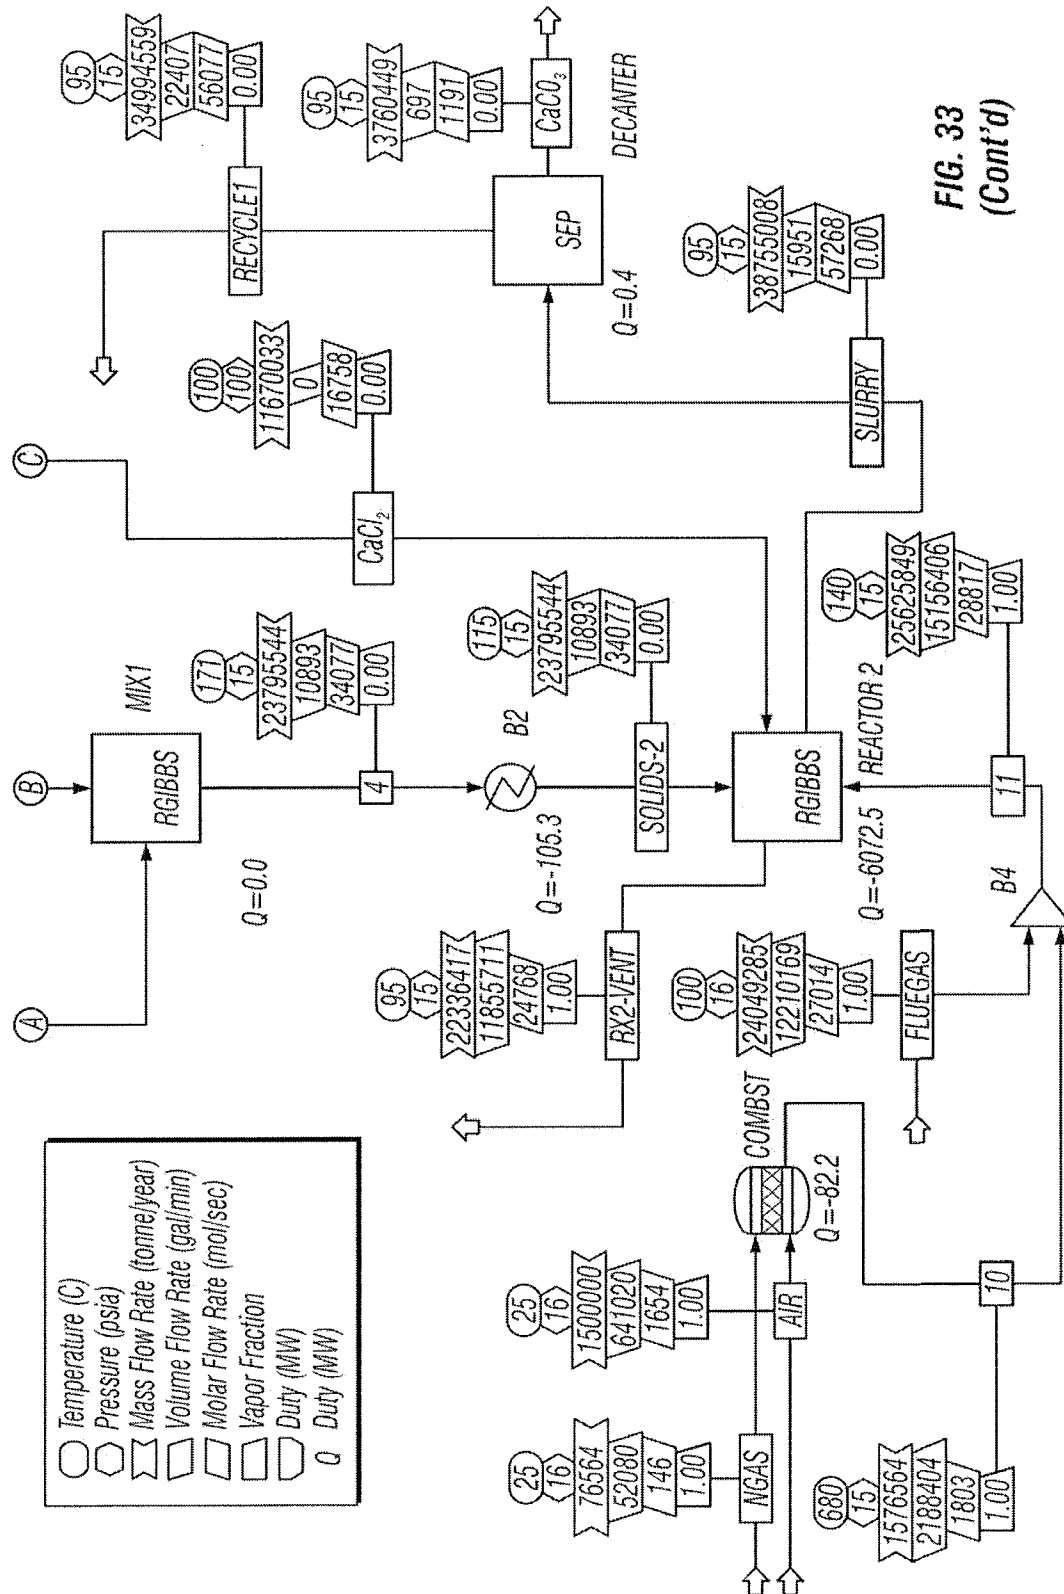 Temperature (C)
Pressure (psia)
Mass Flow Rate (tonne/year)
Volume Flow Rate (gal/min)
Molar Flow Rate (mol/sec)
Vapor Fraction
Duty (MW)
Q Duty (MW)
A
B
C
MIX1
RGIBBS
Q=0.0
171
15
23795544
10893
34077
0.00
4
B2
Q=-105.3
115
15
23795544
10893
34077
0.00
SOLIDS-2
100
100
11670033
0
16758
0.00
CaCl₂
95
15
34994559
22407
56077
0.00
RECYCLE1
95
15
3760449
697
1191
0.00
CaCO₃
SEP
DECANTER
Q=0.4
95
15
38755008
15951
57268
0.00
SLURRY
95
15
22336417
11855711
24768
1.00
RX2-VENT
RGIBBS
REACTOR 2
Q=-6072.5
140
15
25625849
15156406
28817
1.00
11
B4
100
16
24049285
12210169
27014
1.00
FLUEGAS
COMBST
Q=-82.2
25
16
1500000
641020
1654
1.00
AIR
25
16
76564
52080
146
1.00
NGAS
680
15
1576564
2188404
1803
1.00
10
FIG. 33
(Cont'd)